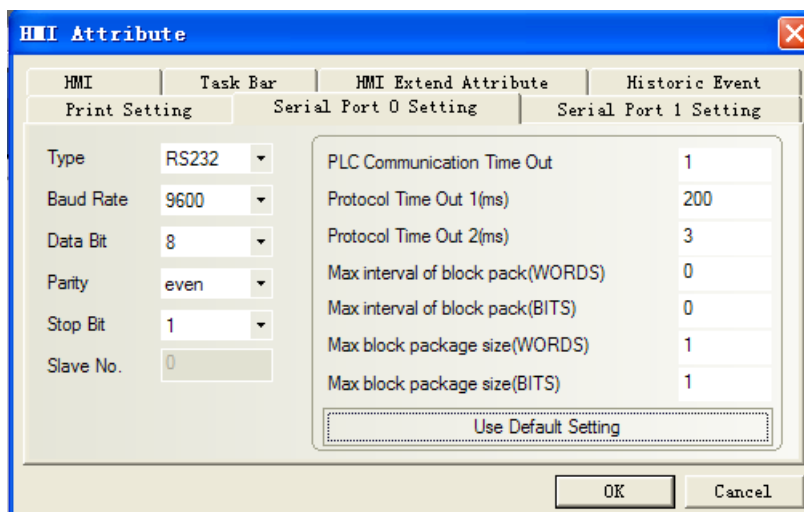 HMI Attribute
HMI Task Bar HMI Extend Attribute Historic Event
Print Setting Serial Port 0 Setting Serial Port 1 Setting
Type RS232
Baud Rate 9600
Data Bit 8
Parity even
Stop Bit 1
Slave No. 0
PLC Communication Time Out 1
Protocol Time Out 1(ms) 200
Protocol Time Out 2(ms) 3
Max interval of block pack(WORDS) 0
Max interval of block pack(BITS) 0
Max block package size(WORDS) 1
Max block package size(BITS) 1
Use Default Setting
OK Cancel